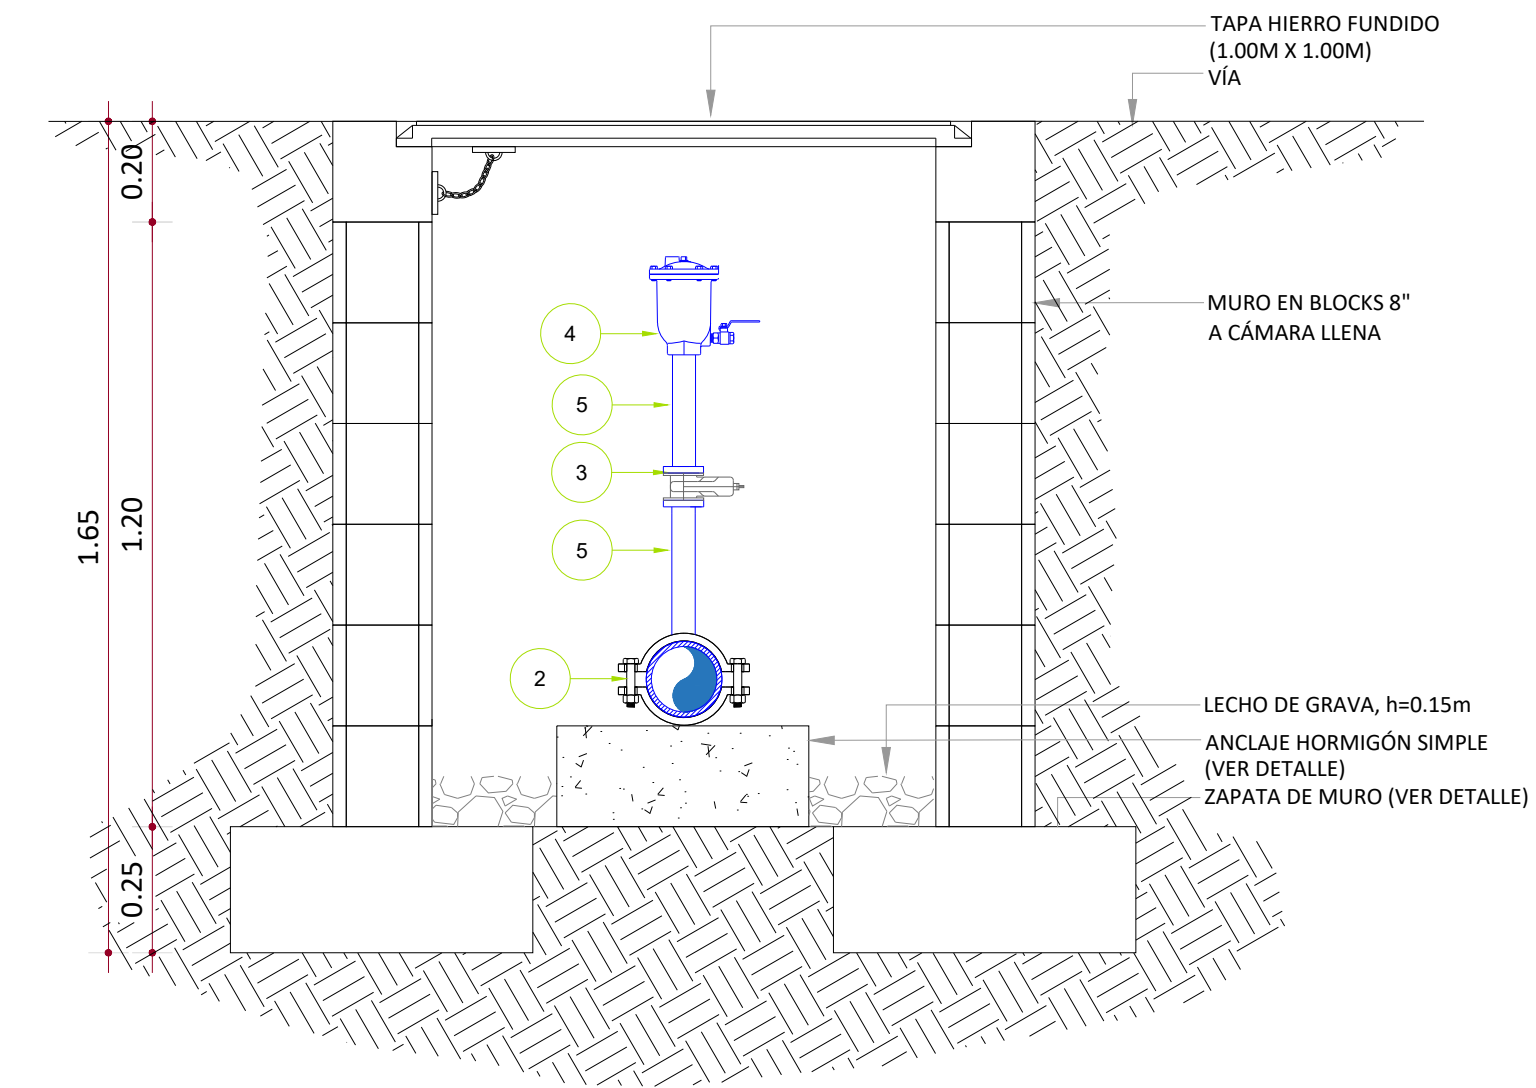 TAPA HIERRO FUNDIDO
(1.00M X 1.00M)
VÍA
0.20
MURO EN BLOCKS 8"
A CÁMARA LLENA
4
5
3
1.65
1.20
5
2
LECHO DE GRAVA, h=0.15m
ANCLAJE HORMIGÓN SIMPLE
(VER DETALLE)
ZAPATA DE MURO (VER DETALLE)
0.25